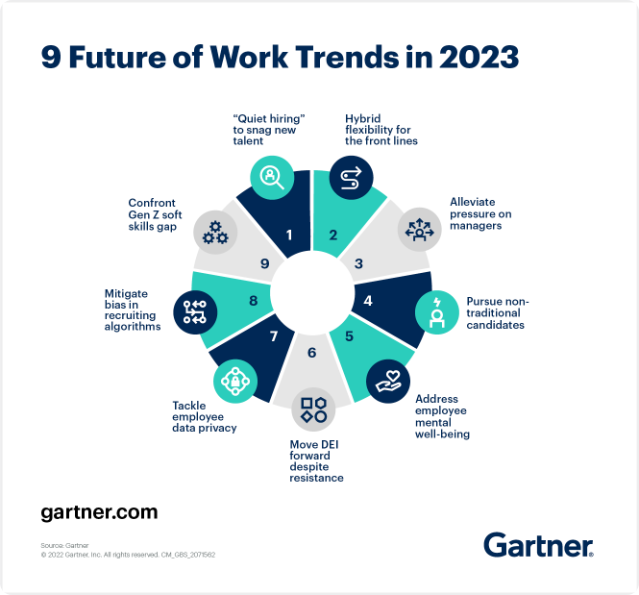 9 Future of Work Trends in 2023
“Quiet hiring”
to snag new
talent
Hybrid
flexibility for
the front lines
Alleviate
pressure on
managers
Pursue non-
traditional
candidates
Address
employee
mental
well-being
Move DEI
forward
despite
resistance
Tackle
employee
data privacy
Mitigate
bias in
recruiting
algorithms
Confront
Gen Z soft
skills gap
1
2
3
4
5
6
7
8
9
gartner.com
Source: Gartner
© 2022 Gartner, Inc. All rights reserved. CM_GBS_2071562
Gartner®